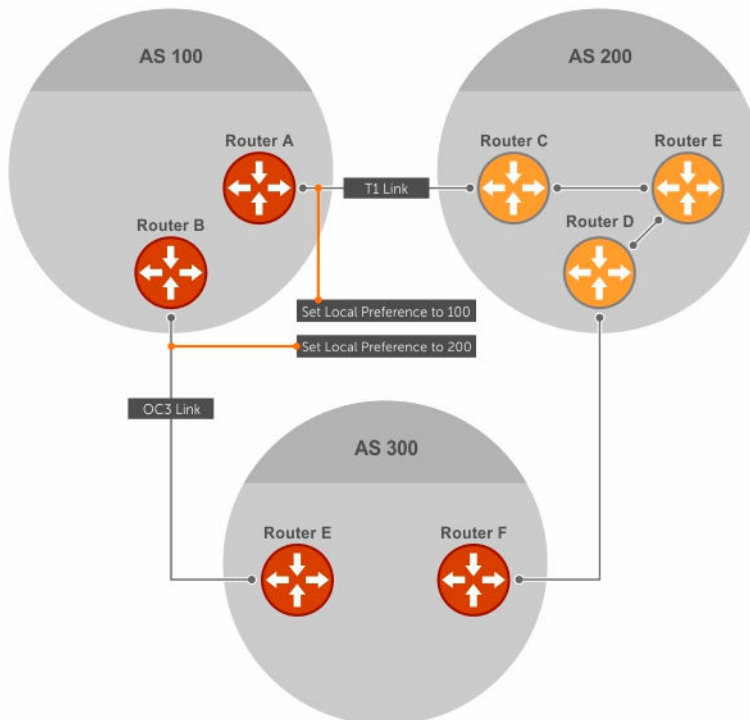 AS 100
AS 200
Router A
Router C
Router E
T1 Link
Router B
Router D
Set Local Preference to 100
Set Local Preference to 200
OC3 Link
AS 300
Router E
Router F